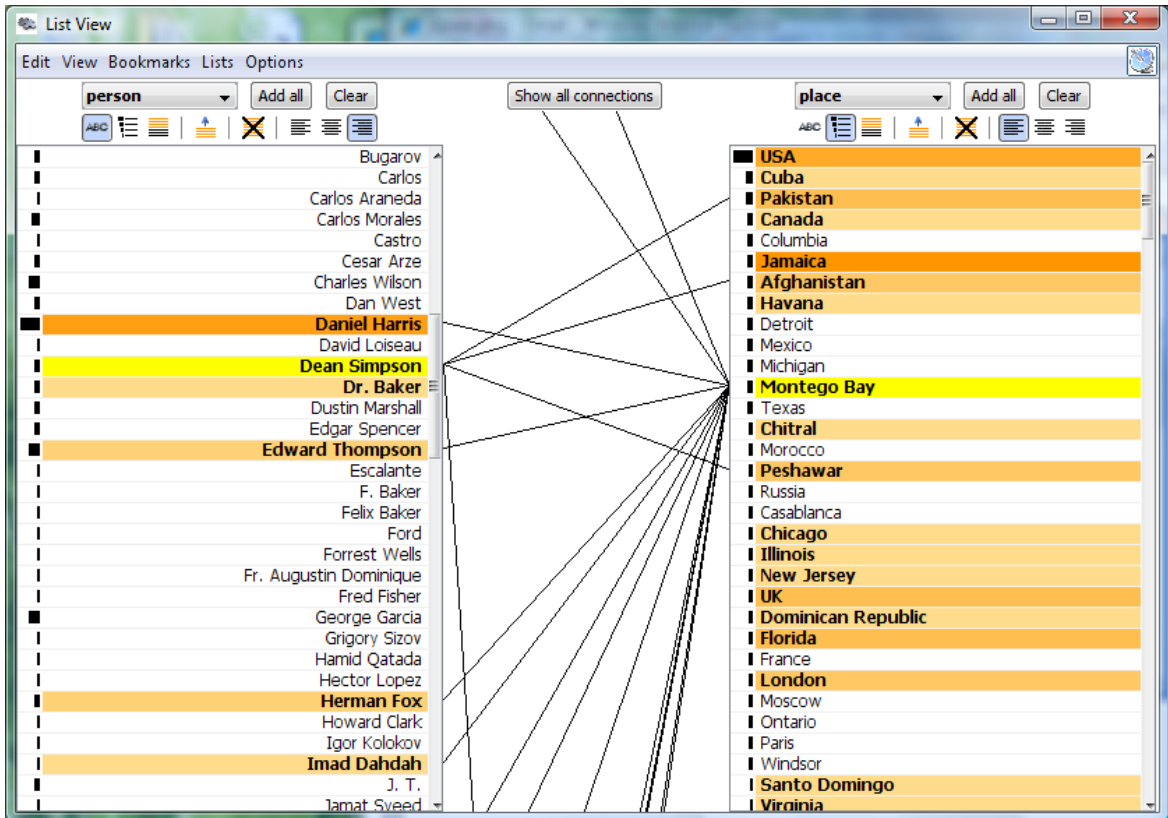 List View
Edit View Bookmarks Lists Options
person Add all Clear Show all connections place Add all Clear
ABC ABC
Bugarov
Carlos
Carlos Araneda
Carlos Morales
Castro
Cesar Arze
Charles Wilson
Dan West
Daniel Harris
David Loiseau
Dean Simpson
Dr. Baker
Dustin Marshall
Edgar Spencer
Edward Thompson
Escalante
F. Baker
Felix Baker
Ford
Forrest Wells
Fr. Augustin Dominique
Fred Fisher
George Garcia
Grigory Sizov
Hamid Qatada
Hector Lopez
Herman Fox
Howard Clark
Igor Kolokov
Imad Dahdah
J. T.
Jamat Syeed
USA
Cuba
Pakistan
Canada
Columbia
Jamaica
Afghanistan
Havana
Detroit
Mexico
Michigan
Montego Bay
Texas
Chitral
Morocco
Peshawar
Russia
Casablanca
Chicago
Illinois
New Jersey
UK
Dominican Republic
Florida
France
London
Moscow
Ontario
Paris
Windsor
Santo Domingo
Virginia